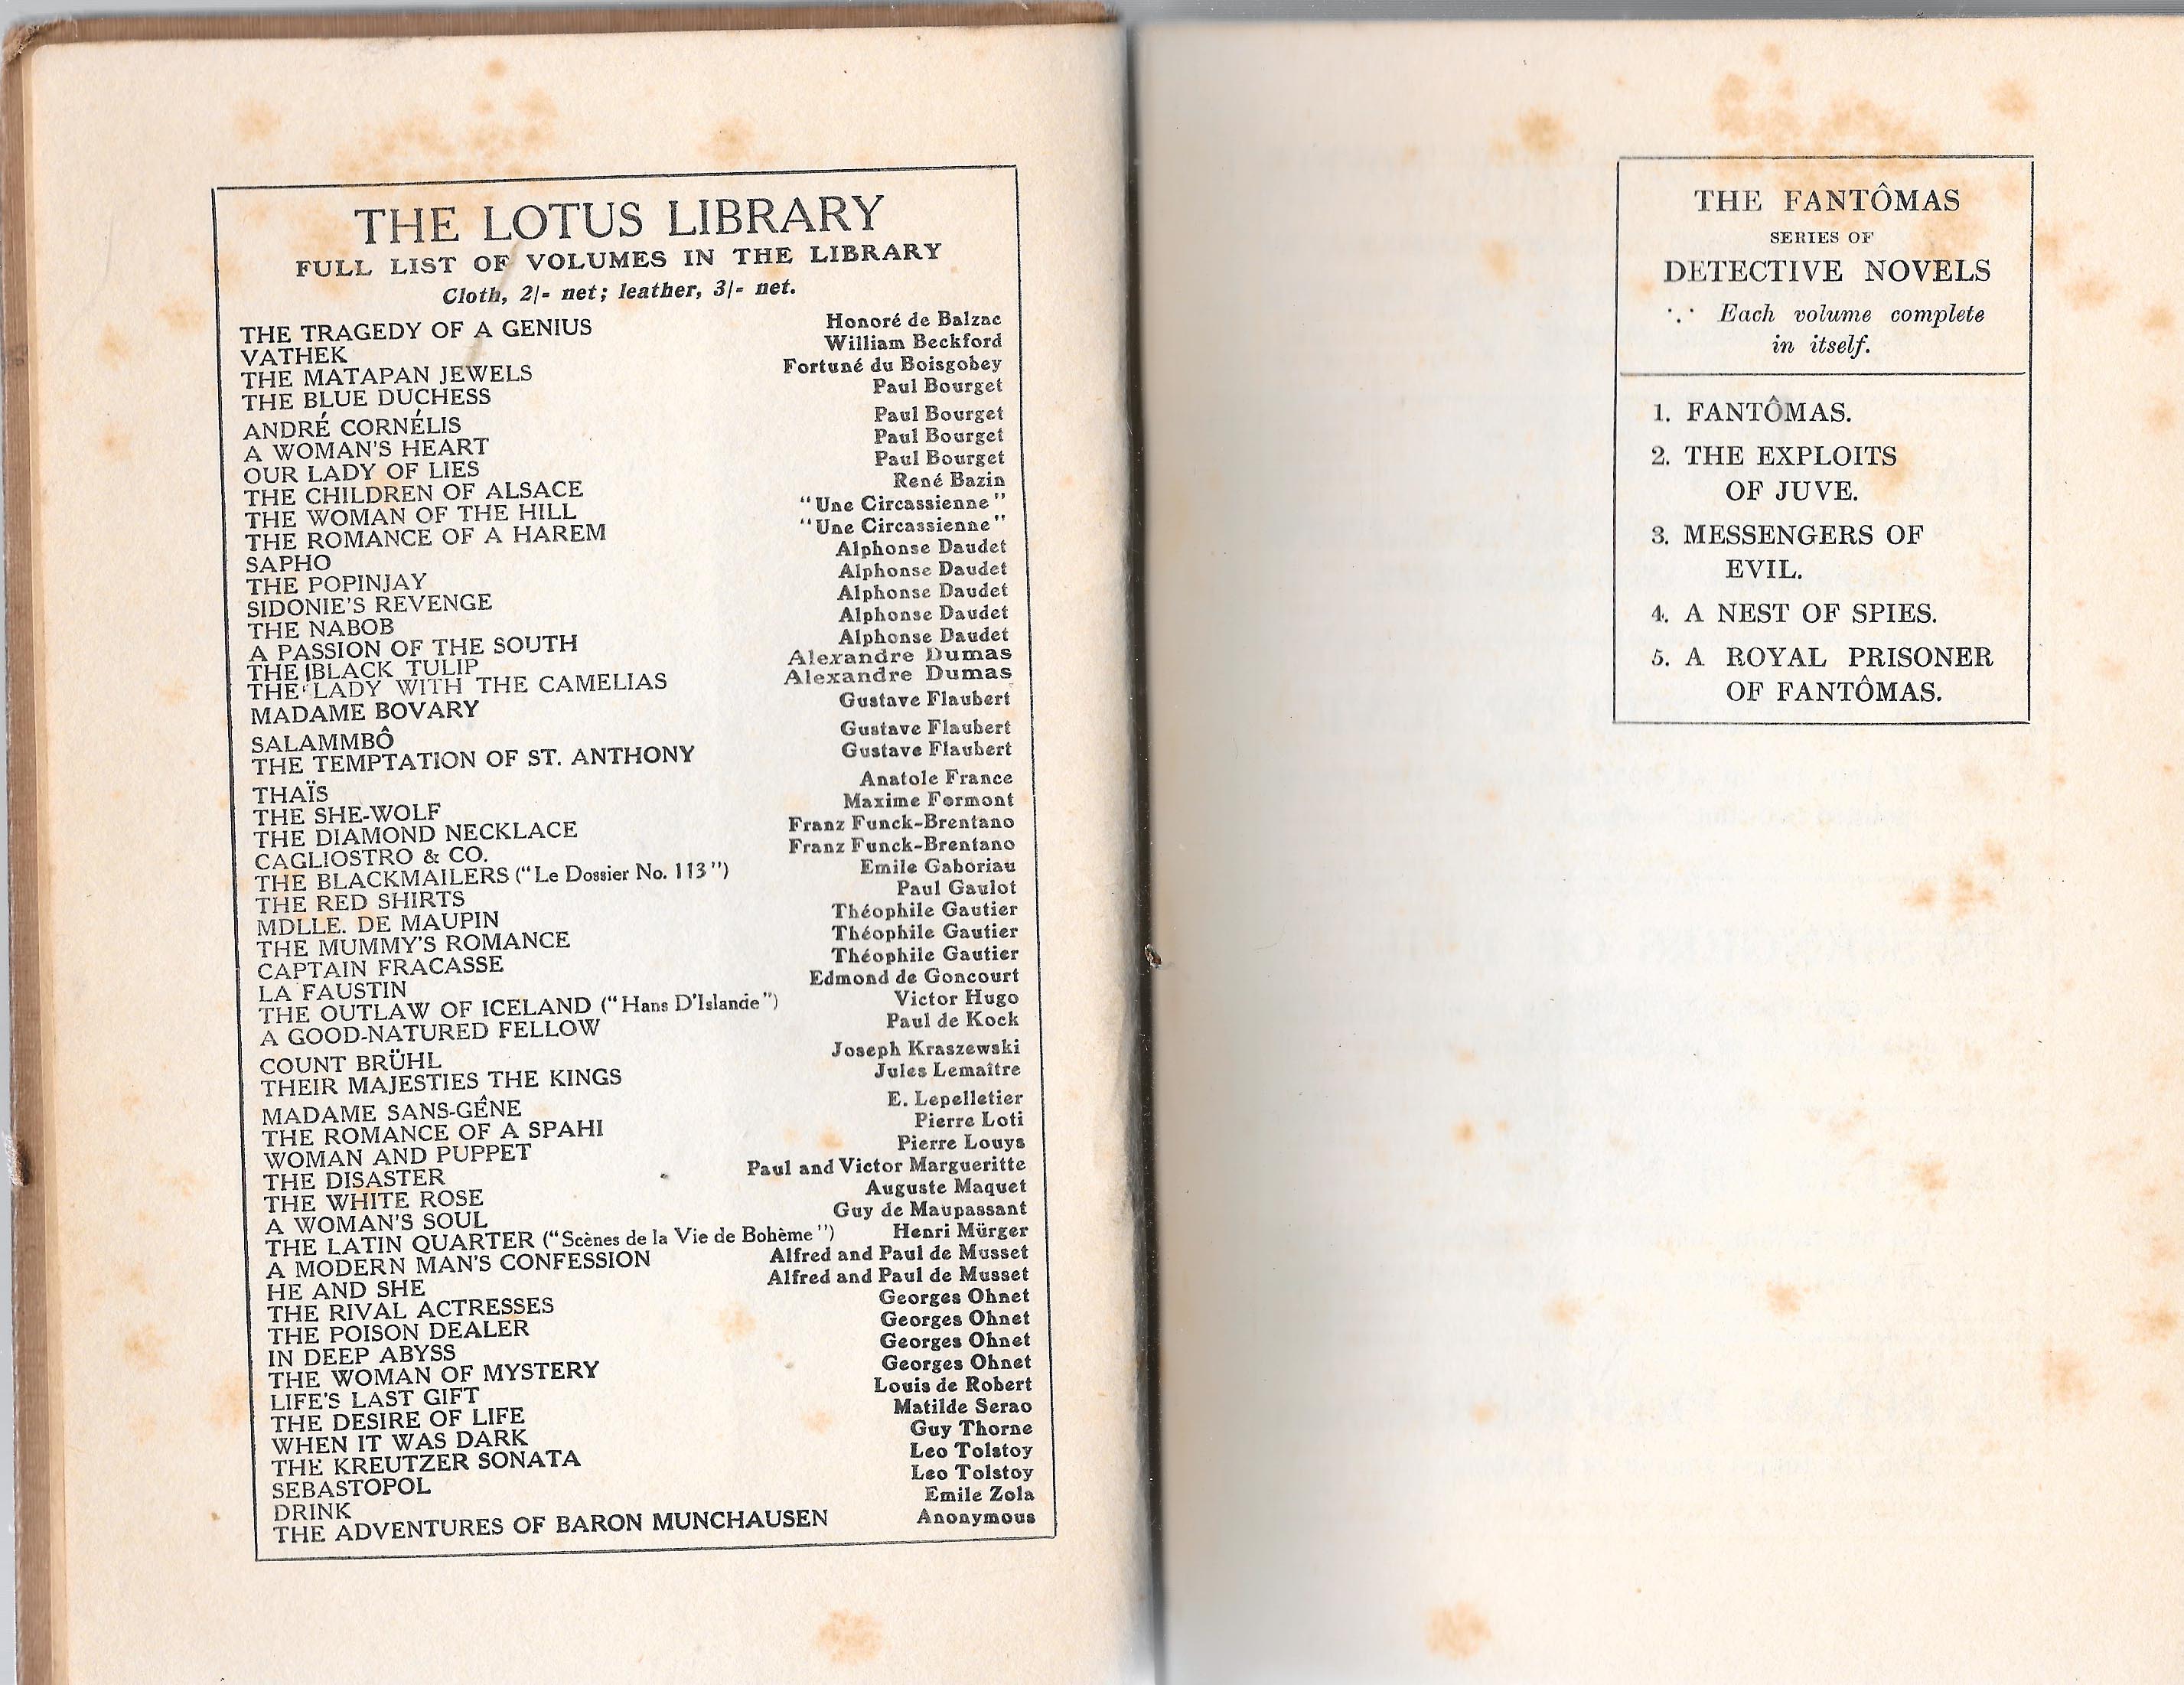 THE LOTUS LIBRARY
FULL LIST OF VOLUMES IN THE LIBRARY
Cloth, 2/- net; leather, 3/- net.
THE TRAGEDY OF A GENIUS Honoré de Balzac
VATHEK William Beckford
THE MATAPAN JEWELS Fortuné du Boisgobey
THE BLUE DUCHESS Paul Bourget
ANDRÉ CORNÉLIS Paul Bourget
A WOMAN'S HEART Paul Bourget
OUR LADY OF LIES Paul Bourget
THE CHILDREN OF ALSACE René Bazin
THE WOMAN OF THE HILL "Une Circassienne"
THE ROMANCE OF A HAREM "Une Circassienne"
SAPHO Alphonse Daudet
THE POPINJAY Alphonse Daudet
SIDONIE'S REVENGE Alphonse Daudet
THE NABOB Alphonse Daudet
A PASSION OF THE SOUTH Alphonse Daudet
THE BLACK TULIP Alexandre Dumas
THE LADY WITH THE CAMELIAS Alexandre Dumas
MADAME BOVARY Gustave Flaubert
SALAMMBÔ Gustave Flaubert
THE TEMPTATION OF ST. ANTHONY Gustave Flaubert
THAÏS Anatole France
THE SHE-WOLF Maxime Formont
THE DIAMOND NECKLACE Franz Funck-Brentano
CAGLIOSTRO & CO. Franz Funck-Brentano
THE BLACKMAILERS ("Le Dossier No. 113") Emile Gaboriau
THE RED SHIRTS Paul Gaulot
MDLLE. DE MAUPIN Théophile Gautier
THE MUMMY'S ROMANCE Théophile Gautier
CAPTAIN FRACASSE Théophile Gautier
LA FAUSTIN Edmond de Goncourt
THE OUTLAW OF ICELAND ("Hans D'Islande") Victor Hugo
A GOOD-NATURED FELLOW Paul de Kock
COUNT BRÜHL Joseph Kraszewski
THEIR MAJESTIES THE KINGS Jules Lemaître
MADAME SANS-GÊNE E. Lepelletier
THE ROMANCE OF A SPAHI Pierre Loti
WOMAN AND PUPPET Pierre Louys
THE DISASTER Paul and Victor Margueritte
THE WHITE ROSE Auguste Maquet
A WOMAN'S SOUL Guy de Maupassant
THE LATIN QUARTER ("Scènes de la Vie de Bohème") Henri Mürger
A MODERN MAN'S CONFESSION Alfred and Paul de Musset
HE AND SHE Alfred and Paul de Musset
THE RIVAL ACTRESSES Georges Ohnet
THE POISON DEALER Georges Ohnet
IN DEEP ABYSS Georges Ohnet
THE WOMAN OF MYSTERY Georges Ohnet
LIFE'S LAST GIFT Louis de Robert
THE DESIRE OF LIFE Matilde Serao
WHEN IT WAS DARK Guy Thorne
THE KREUTZER SONATA Leo Tolstoy
SEBASTOPOL Leo Tolstoy
DRINK Emile Zola
THE ADVENTURES OF BARON MUNCHAUSEN Anonymous
THE FANTÔMAS
SERIES OF
DETECTIVE NOVELS
∵ Each volume complete
in itself.
1. FANTÔMAS.
2. THE EXPLOITS
OF JUVE.
3. MESSENGERS OF
EVIL.
4. A NEST OF SPIES.
5. A ROYAL PRISONER
OF FANTÔMAS.